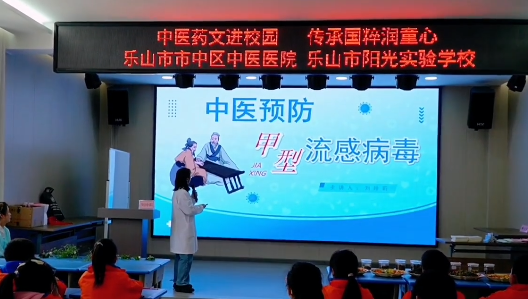 中医药文进校园 传承国粹润童心
乐山市市中区中医医院 乐山市阳光实验学校
中医预防
甲型
JIA
XING
流感病毒